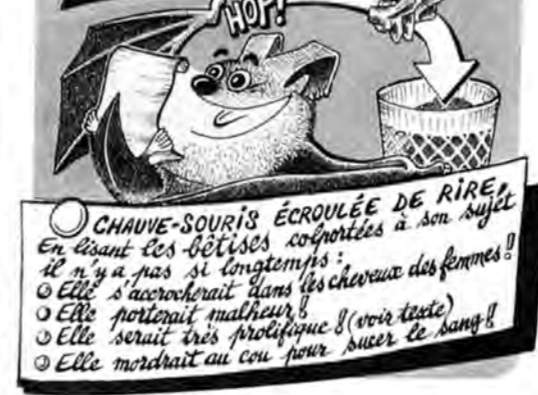 HOP!
CHAUVE-SOURIS ÉCROULÉE DE RIRE,
En lisant les bêtises colportées à son sujet
il n'y a pas si longtemps :
Elle s'accrocherait dans les cheveux des femmes !
Elle porterait malheur !
Elle serait très prolifique ! (voir texte)
Elle mordrait au cou pour sucer le sang !